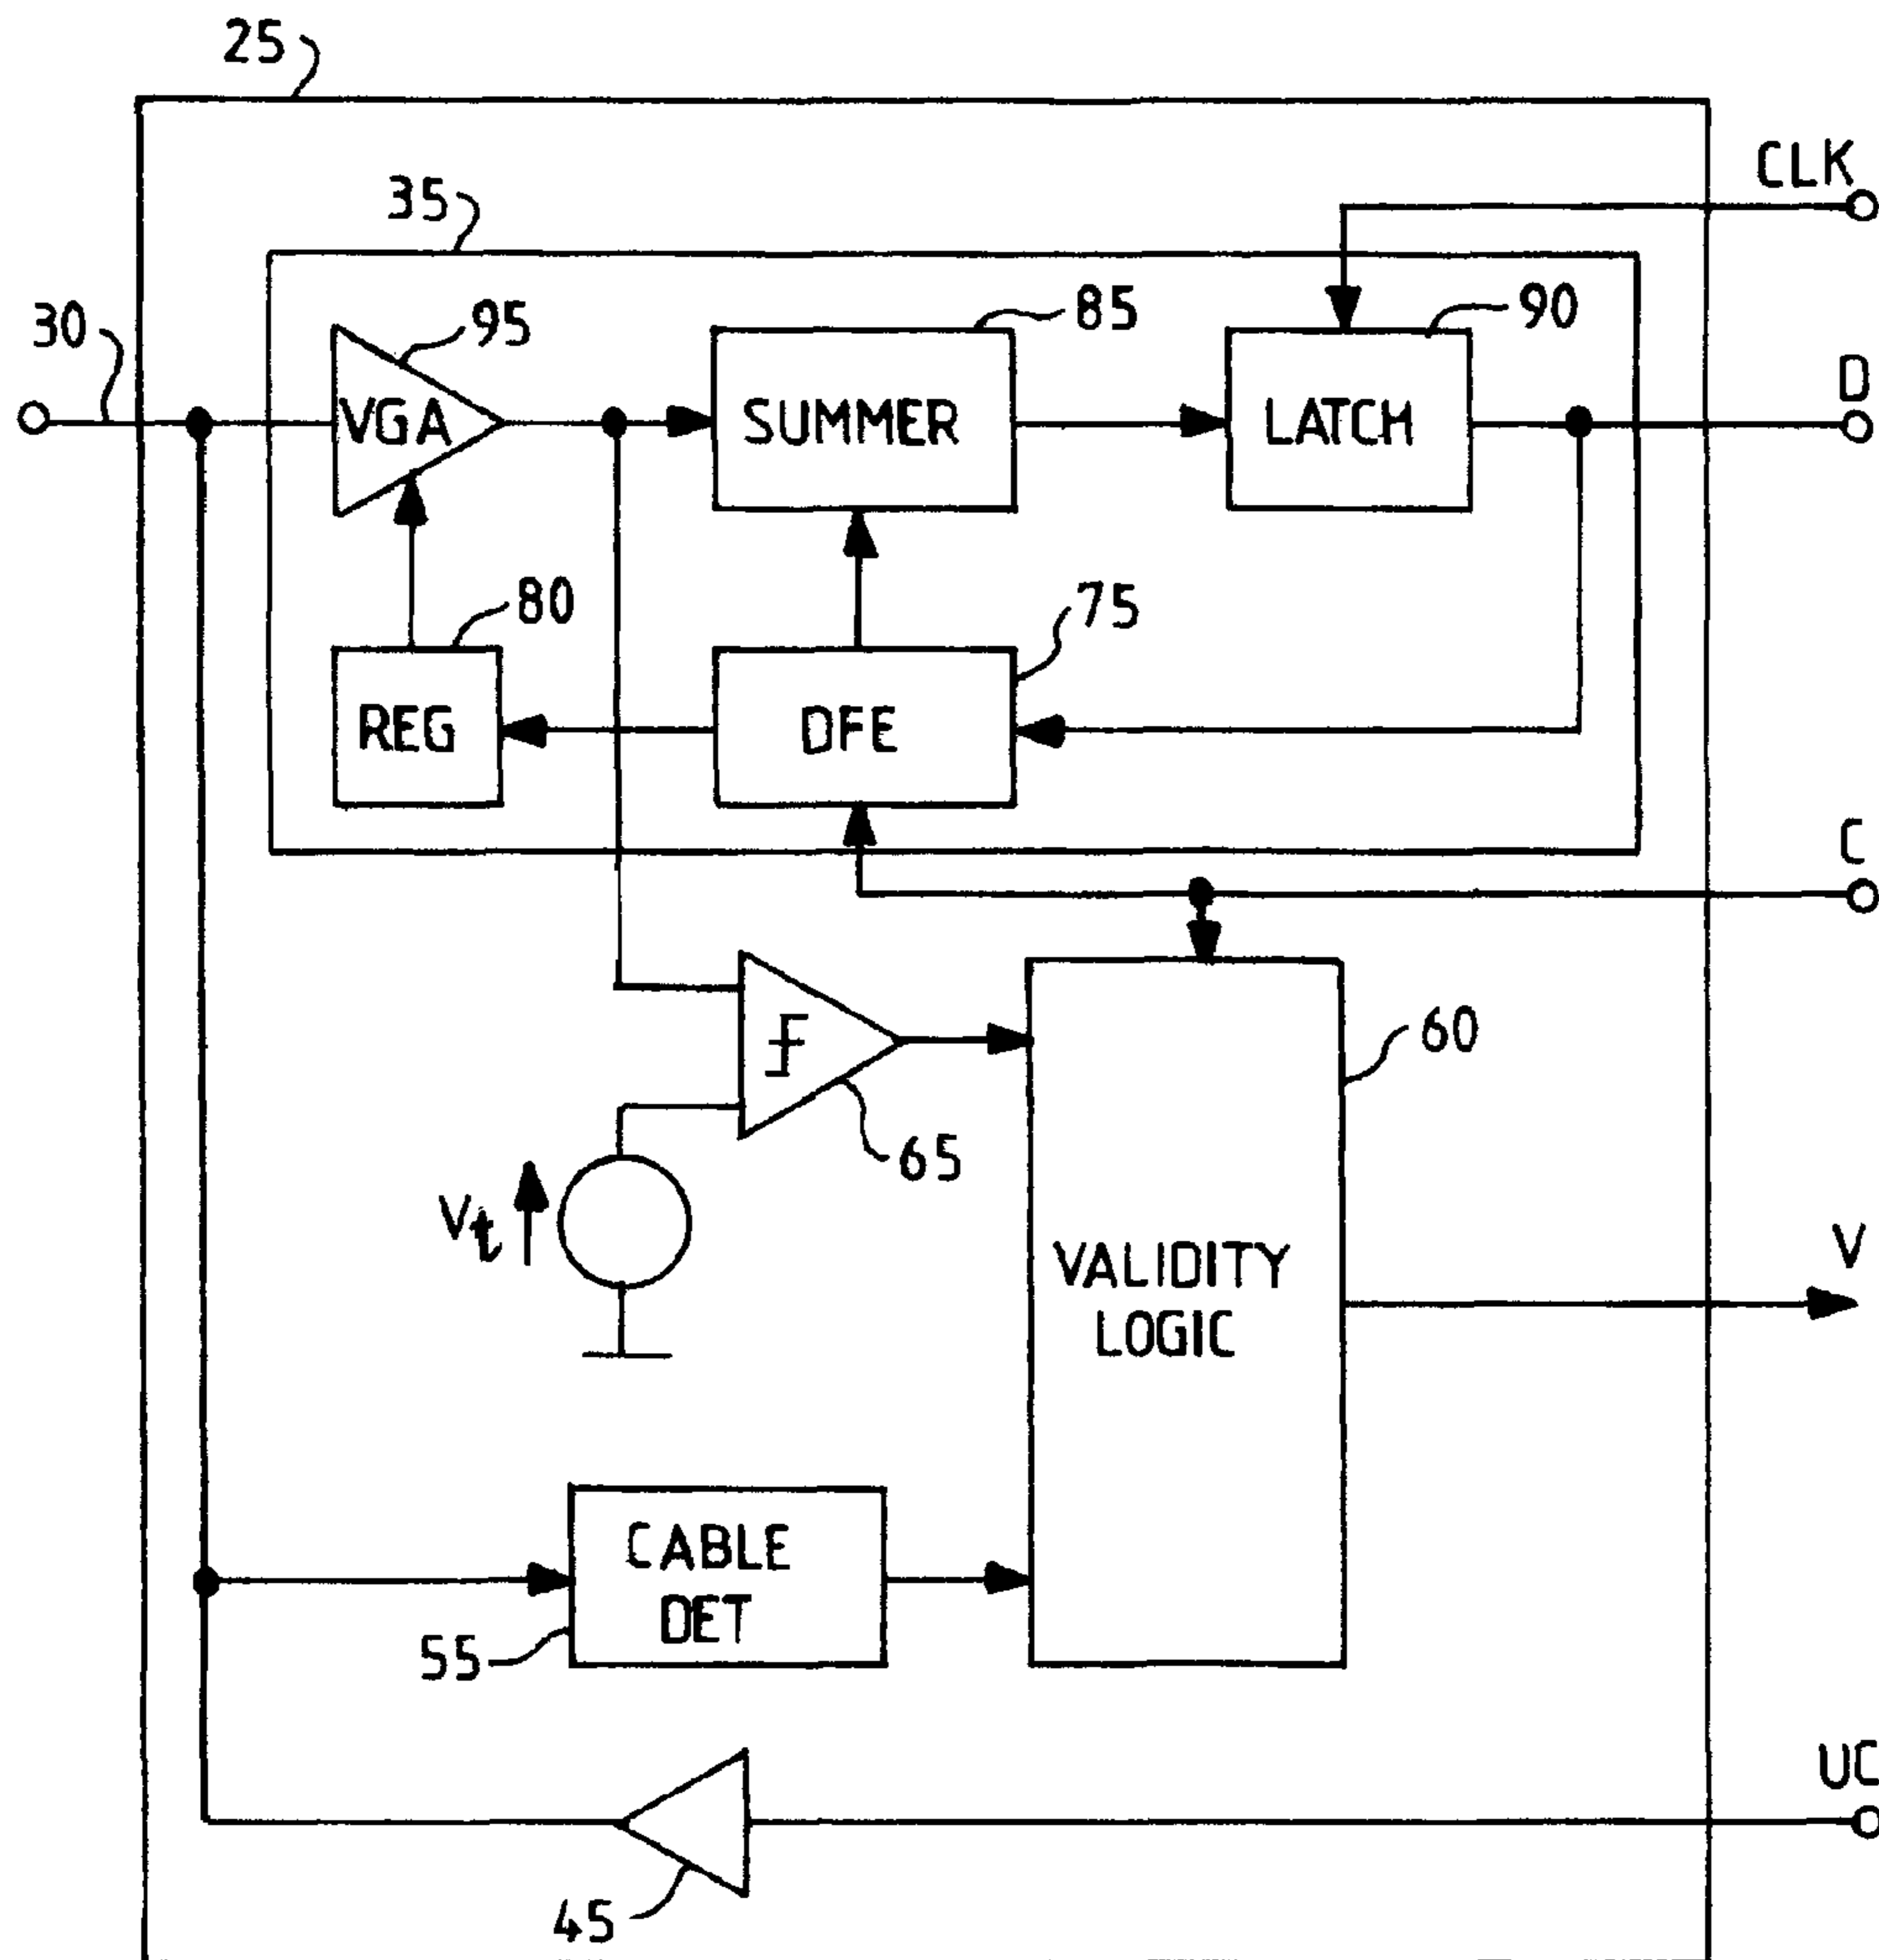 25
CLK
35
30
95
85
90
D
VGA
SUMMER
LATCH
80
75
REG
DFE
C
60
65
Vt
VALIDITY
LOGIC
V
CABLE
DET
55
UC
45